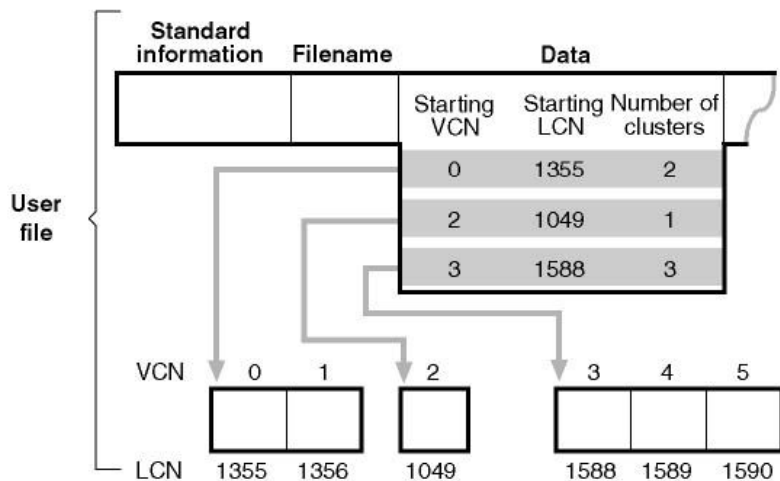 Standard information
Filename
Data
Starting VCN
Starting LCN
Number of clusters
0 1355 2
2 1049 1
3 1588 3
User file
VCN 0 1 2 3 4 5
LCN 1355 1356 1049 1588 1589 1590